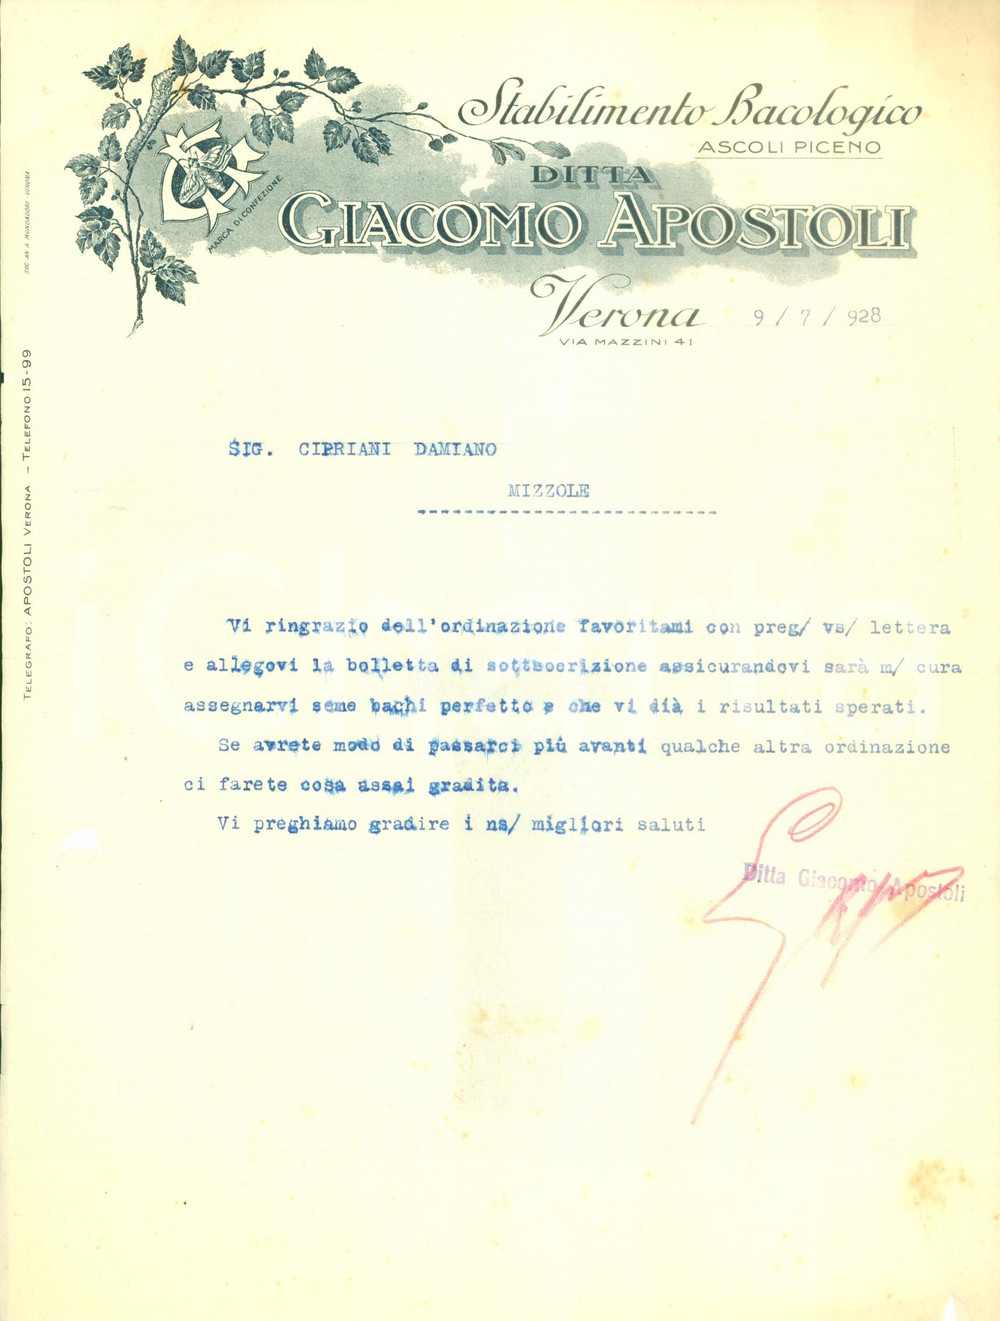 Stabilimento Bacologico
ASCOLI PICENO
DITTA
GIACOMO APOSTOLI
MARCA DI CONFEZIONE
Verona 9 / 7 / 928
VIA MAZZINI 41
TELEGRAFO: APOSTOLI VERONA – TELEFONO 15-99
SIG. CIPRIANI DAMIANO
MIZZOLE
Vi ringrazio dell'ordinazione favoritami con preg/ vs/ lettera
e allegovi la bolletta di sottsocrizione assicurandovi sarà m/ cura
assegnarvi seme bachi perfetto e che vi dià i risultati sperati.
Se avrete modo di passarci più avanti qualche altra ordinazione
ci farete cosa assai gradita.
Vi preghiamo gradire i ns/ migliori saluti
Ditta Giacomo Apostoli